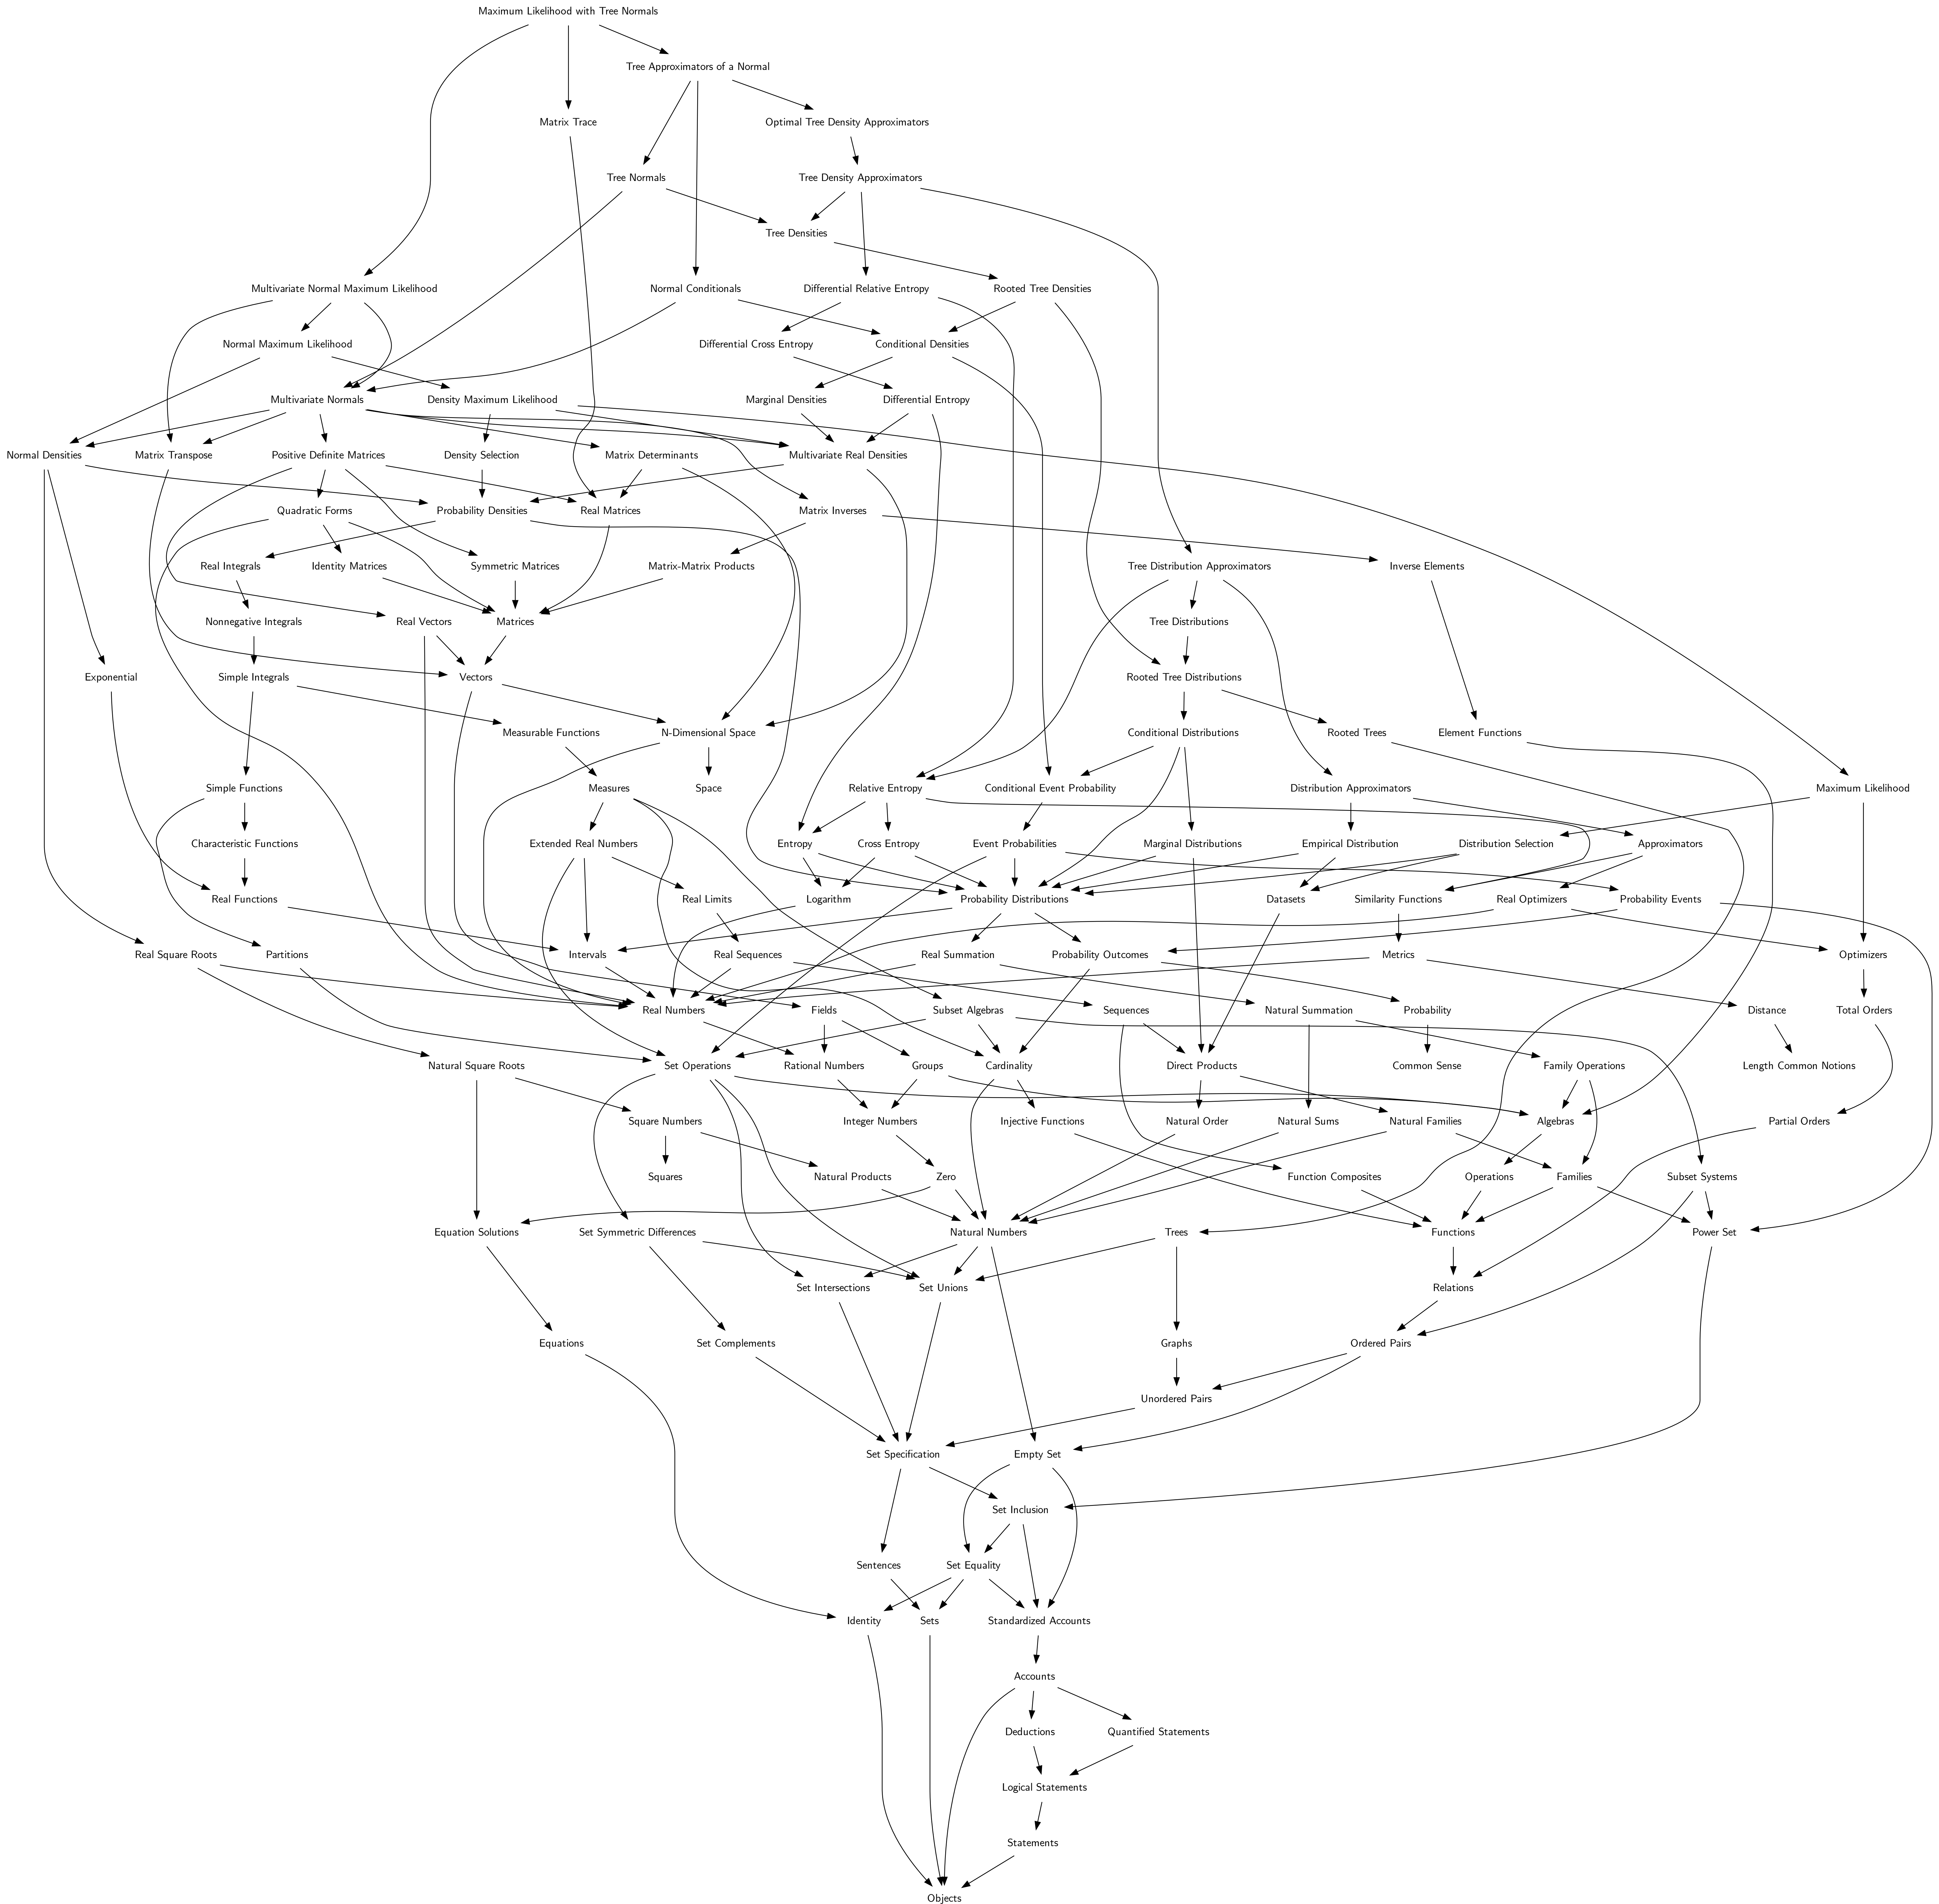 Maximum Likelihood with Tree Normals
Tree Approximators of a Normal
Matrix Trace
Optimal Tree Density Approximators
Tree Normals
Tree Density Approximators
Tree Densities
Multivariate Normal Maximum Likelihood
Normal Conditionals
Differential Relative Entropy
Rooted Tree Densities
Normal Maximum Likelihood
Differential Cross Entropy
Conditional Densities
Multivariate Normals
Density Maximum Likelihood
Marginal Densities
Differential Entropy
Normal Densities
Matrix Transpose
Positive Definite Matrices
Density Selection
Matrix Determinants
Multivariate Real Densities
Quadratic Forms
Probability Densities
Real Matrices
Matrix Inverses
Real Integrals
Identity Matrices
Symmetric Matrices
Matrix-Matrix Products
Tree Distribution Approximators
Inverse Elements
Nonnegative Integrals
Real Vectors
Matrices
Tree Distributions
Exponential
Simple Integrals
Vectors
Rooted Tree Distributions
Measurable Functions
N-Dimensional Space
Conditional Distributions
Rooted Trees
Element Functions
Simple Functions
Measures
Space
Relative Entropy
Conditional Event Probability
Distribution Approximators
Maximum Likelihood
Characteristic Functions
Extended Real Numbers
Entropy
Cross Entropy
Event Probabilities
Marginal Distributions
Empirical Distribution
Distribution Selection
Approximators
Real Functions
Real Limits
Logarithm
Probability Distributions
Datasets
Similarity Functions
Real Optimizers
Probability Events
Real Square Roots
Partitions
Intervals
Real Sequences
Real Summation
Probability Outcomes
Metrics
Optimizers
Real Numbers
Fields
Subset Algebras
Sequences
Natural Summation
Probability
Distance
Total Orders
Natural Square Roots
Set Operations
Rational Numbers
Groups
Cardinality
Direct Products
Common Sense
Family Operations
Length Common Notions
Square Numbers
Integer Numbers
Injective Functions
Natural Order
Natural Sums
Natural Families
Algebras
Partial Orders
Squares
Natural Products
Zero
Function Composites
Operations
Families
Subset Systems
Equation Solutions
Set Symmetric Differences
Natural Numbers
Trees
Functions
Power Set
Set Intersections
Set Unions
Relations
Equations
Set Complements
Graphs
Ordered Pairs
Unordered Pairs
Set Specification
Empty Set
Set Inclusion
Sentences
Set Equality
Identity
Sets
Standardized Accounts
Accounts
Deductions
Quantified Statements
Logical Statements
Statements
Objects